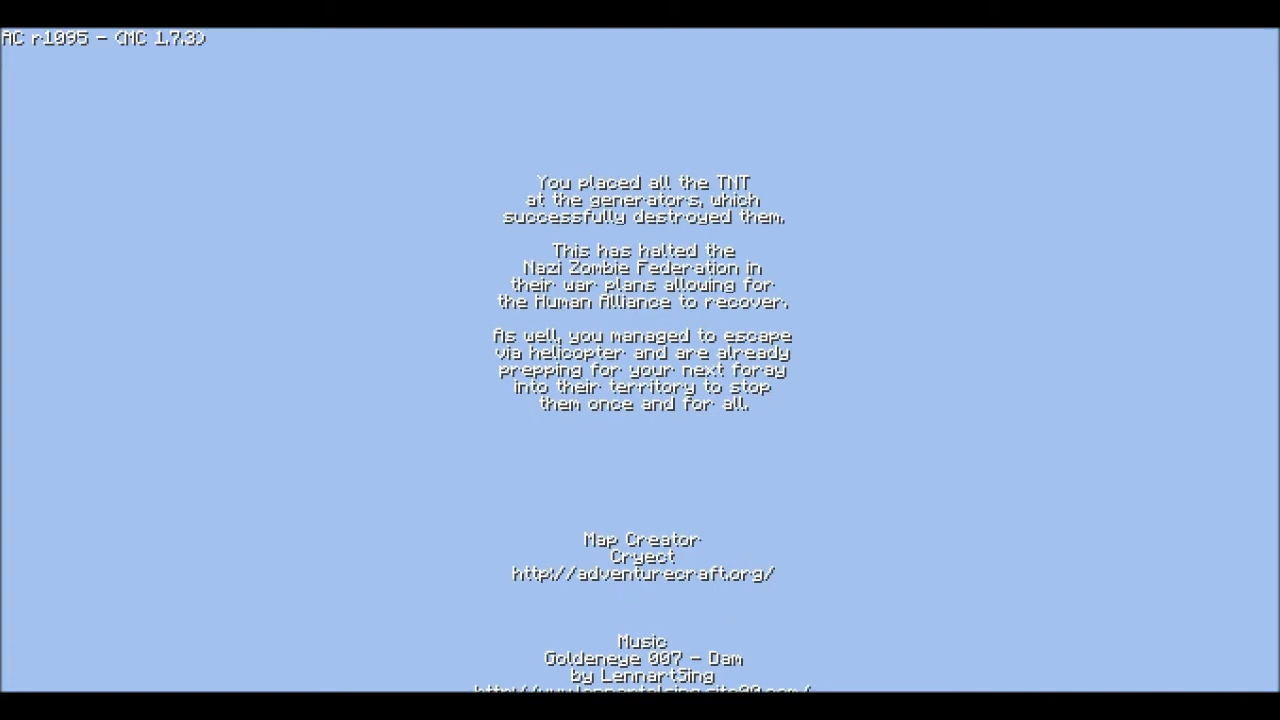 AC r1095 - (MC 1.7.3)
You placed all the TNT
at the generators, which
successfully destroyed them.
This has halted the
Nazi Zombie Federation in
their war plans allowing for
the Human Alliance to recover.
As well, you managed to escape
via helicopter and are already
prepping for your next foray
into their territory to stop
them once and for all.
Map Creator
Cryect
http://adventurecraft.org/
Music
Goldeneye 007 - Dam
by LennartSing